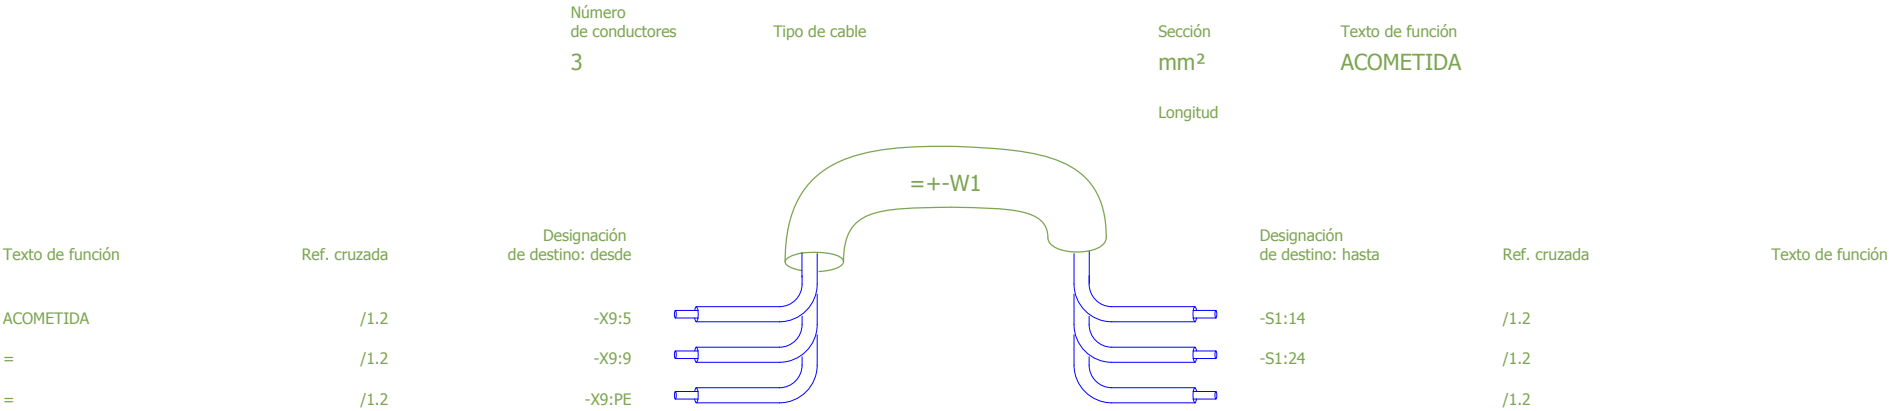 Número
de conductores
Tipo de cable
Sección
Texto de función
3
mm²
ACOMETIDA
Longitud
=+-W1
Texto de función
Ref. cruzada
Designación
de destino: desde
Designación
de destino: hasta
Ref. cruzada
Texto de función
ACOMETIDA /1.2 -X9:5 -S1:14 /1.2
= /1.2 -X9:9 -S1:24 /1.2
= /1.2 -X9:PE /1.2